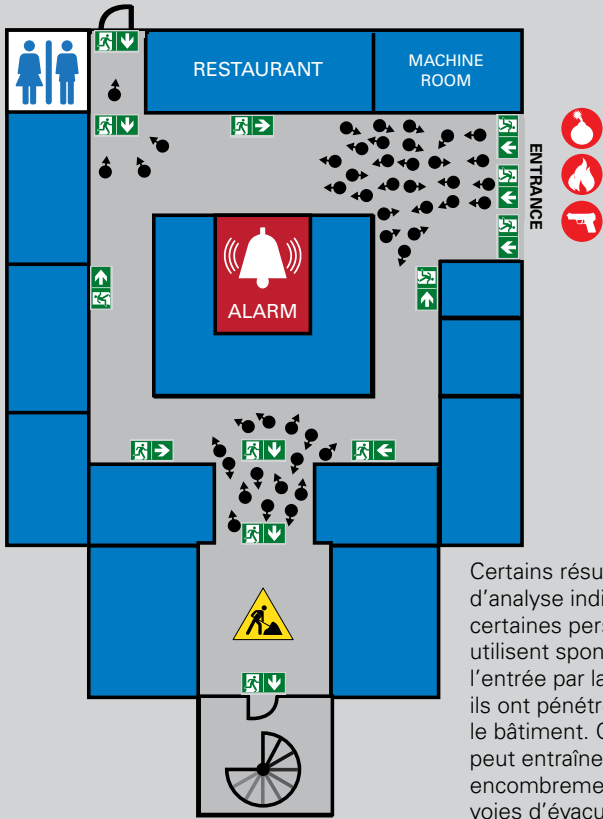 RESTAURANT
MACHINE
ROOM
ENTRANCE
ALARM
Certains résu
d'analyse indi
certaines pers
utilisent spon
l'entrée par la
ils ont pénétr
le bâtiment. C
peut entraîne
encombreme
voies d'évacu